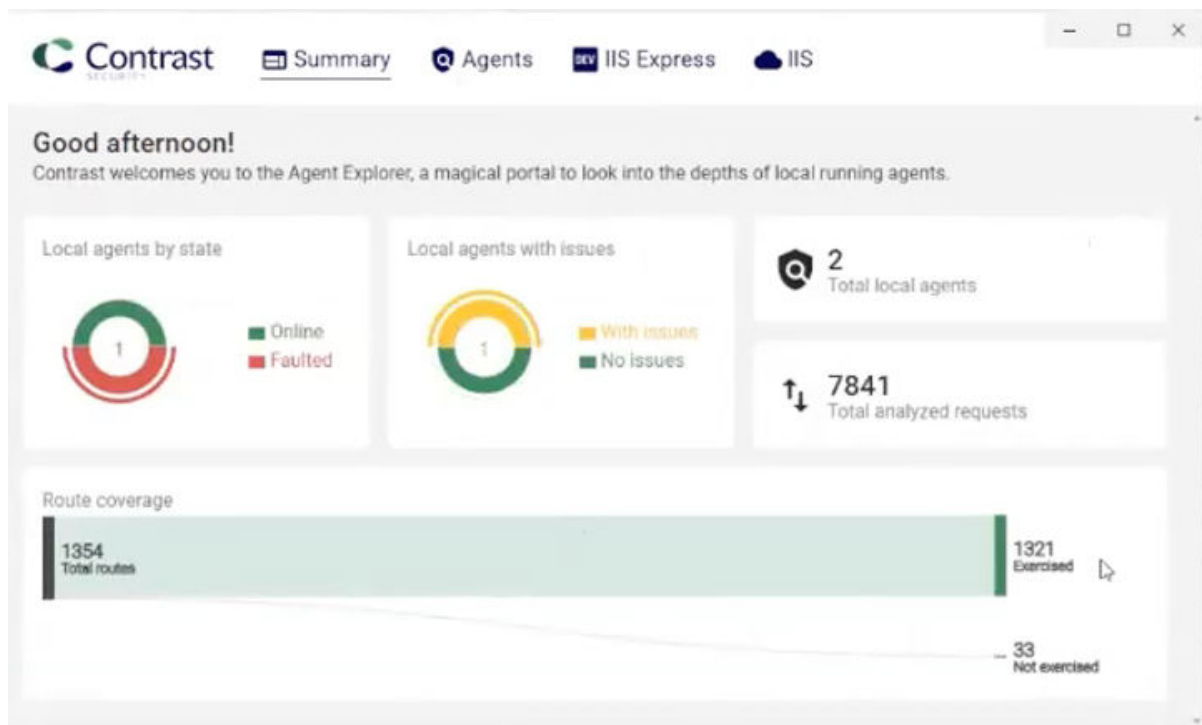 Contrast
SECURITY
Summary
Agents
DEV
IIS Express
IIS
Good afternoon!
Contrast welcomes you to the Agent Explorer, a magical portal to look into the depths of local running agents.
Local agents by state
1
Online
Faulted
Local agents with issues
1
With issues
No issues
2
Total local agents
7841
Total analyzed requests
Route coverage
1354
Total routes
1321
Exercised
33
Not exercised